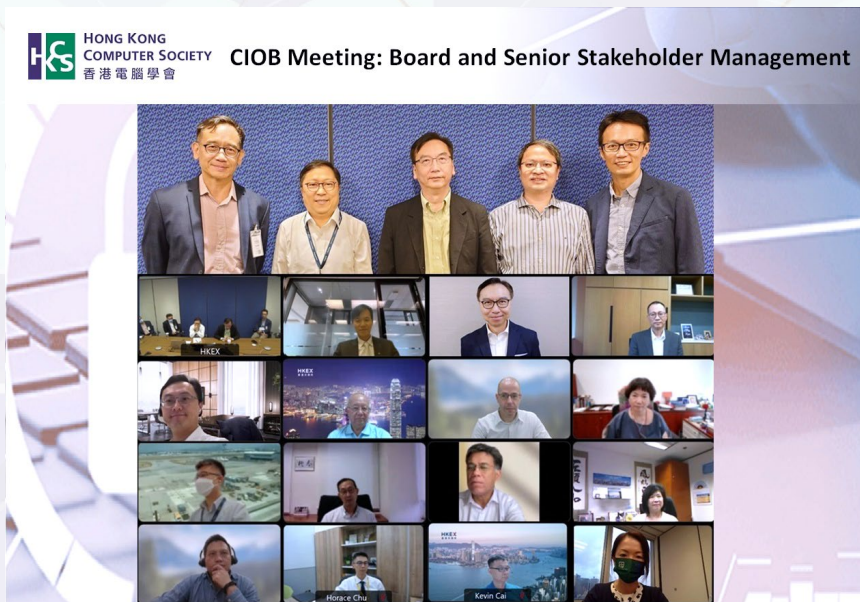 HONG KONG
COMPUTER SOCIETY
香港電腦學會
HKCS
CIOB Meeting: Board and Senior Stakeholder Management
HKEX
HKEX
HKEX
Horace Chu
Kevin Cai